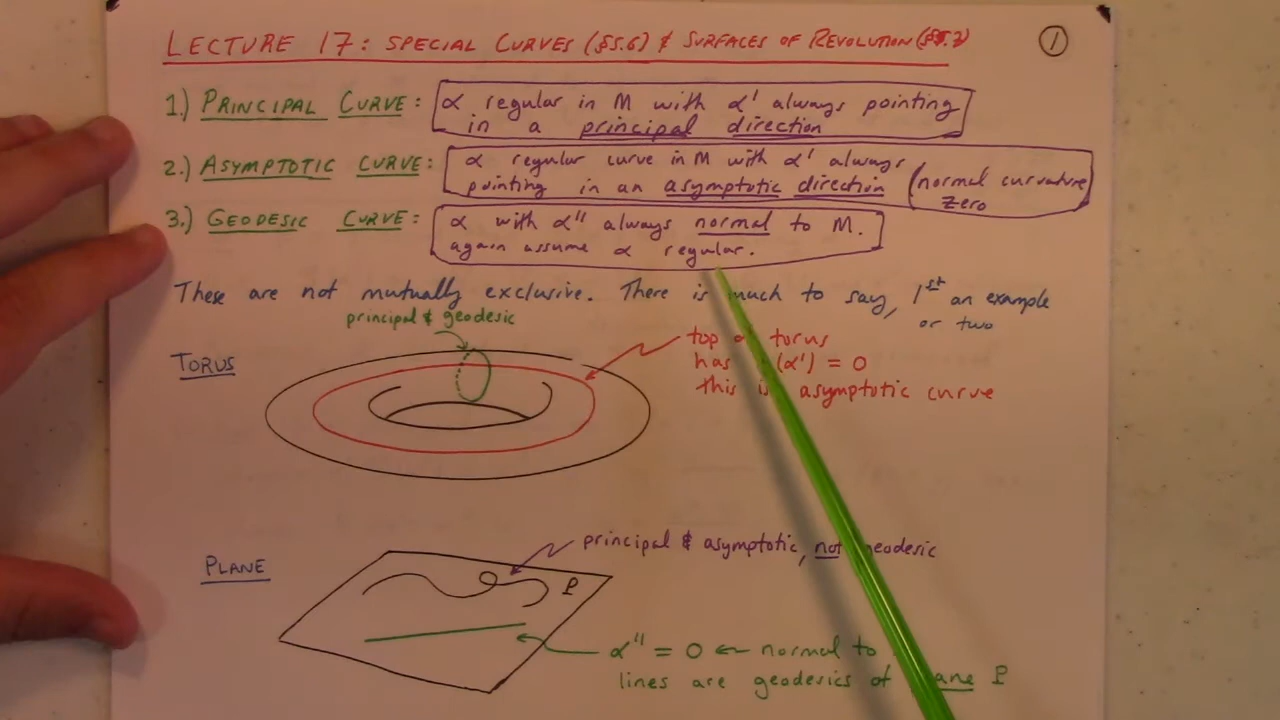 LECTURE 17: SPECIAL CURVES (§5.6) & SURFACES OF REVOLUTION
①
1.) PRINCIPAL CURVE: α regular in M with α' always pointing
in a principal direction
2.) ASYMPTOTIC CURVE: α regular curve in M with α' always
pointing in an asymptotic direction (normal curvature
zero)
3.) GEODESIC CURVE: α with α'' always normal to M.
again assume α regular.
These are not mutually exclusive. There is much to say, 1st an example
or two
principal & geodesic
TORUS
top torus
has (α') = 0
this is asymptotic curve
PLANE
principal & asymptotic, not geodesic
P
α'' = 0 ← normal to
lines are geodesics of P